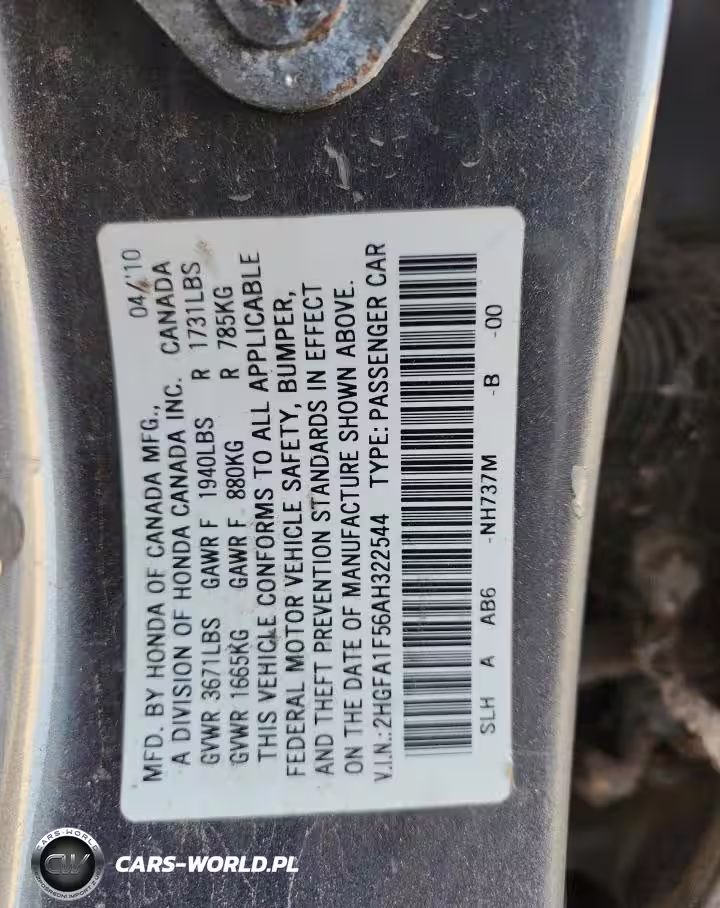 MFD. BY HONDA OF CANADA MFG., 04/10
A DIVISION OF HONDA CANADA INC. CANADA
GVWR 3671LBS GAWR F 1940LBS R 1731LBS
GVWR 1665KG GAWR F 880KG R 785KG
THIS VEHICLE CONFORMS TO ALL APPLICABLE
FEDERAL MOTOR VEHICLE SAFETY, BUMPER,
AND THEFT PREVENTION STANDARDS IN EFFECT
ON THE DATE OF MANUFACTURE SHOWN ABOVE.
V.I.N.: 2HGFA1F56AH322544 TYPE: PASSENGER CAR
SLH A AB6 -NH737M -B -00
CARS-WORLD
CW
CARS-WORLD.PL